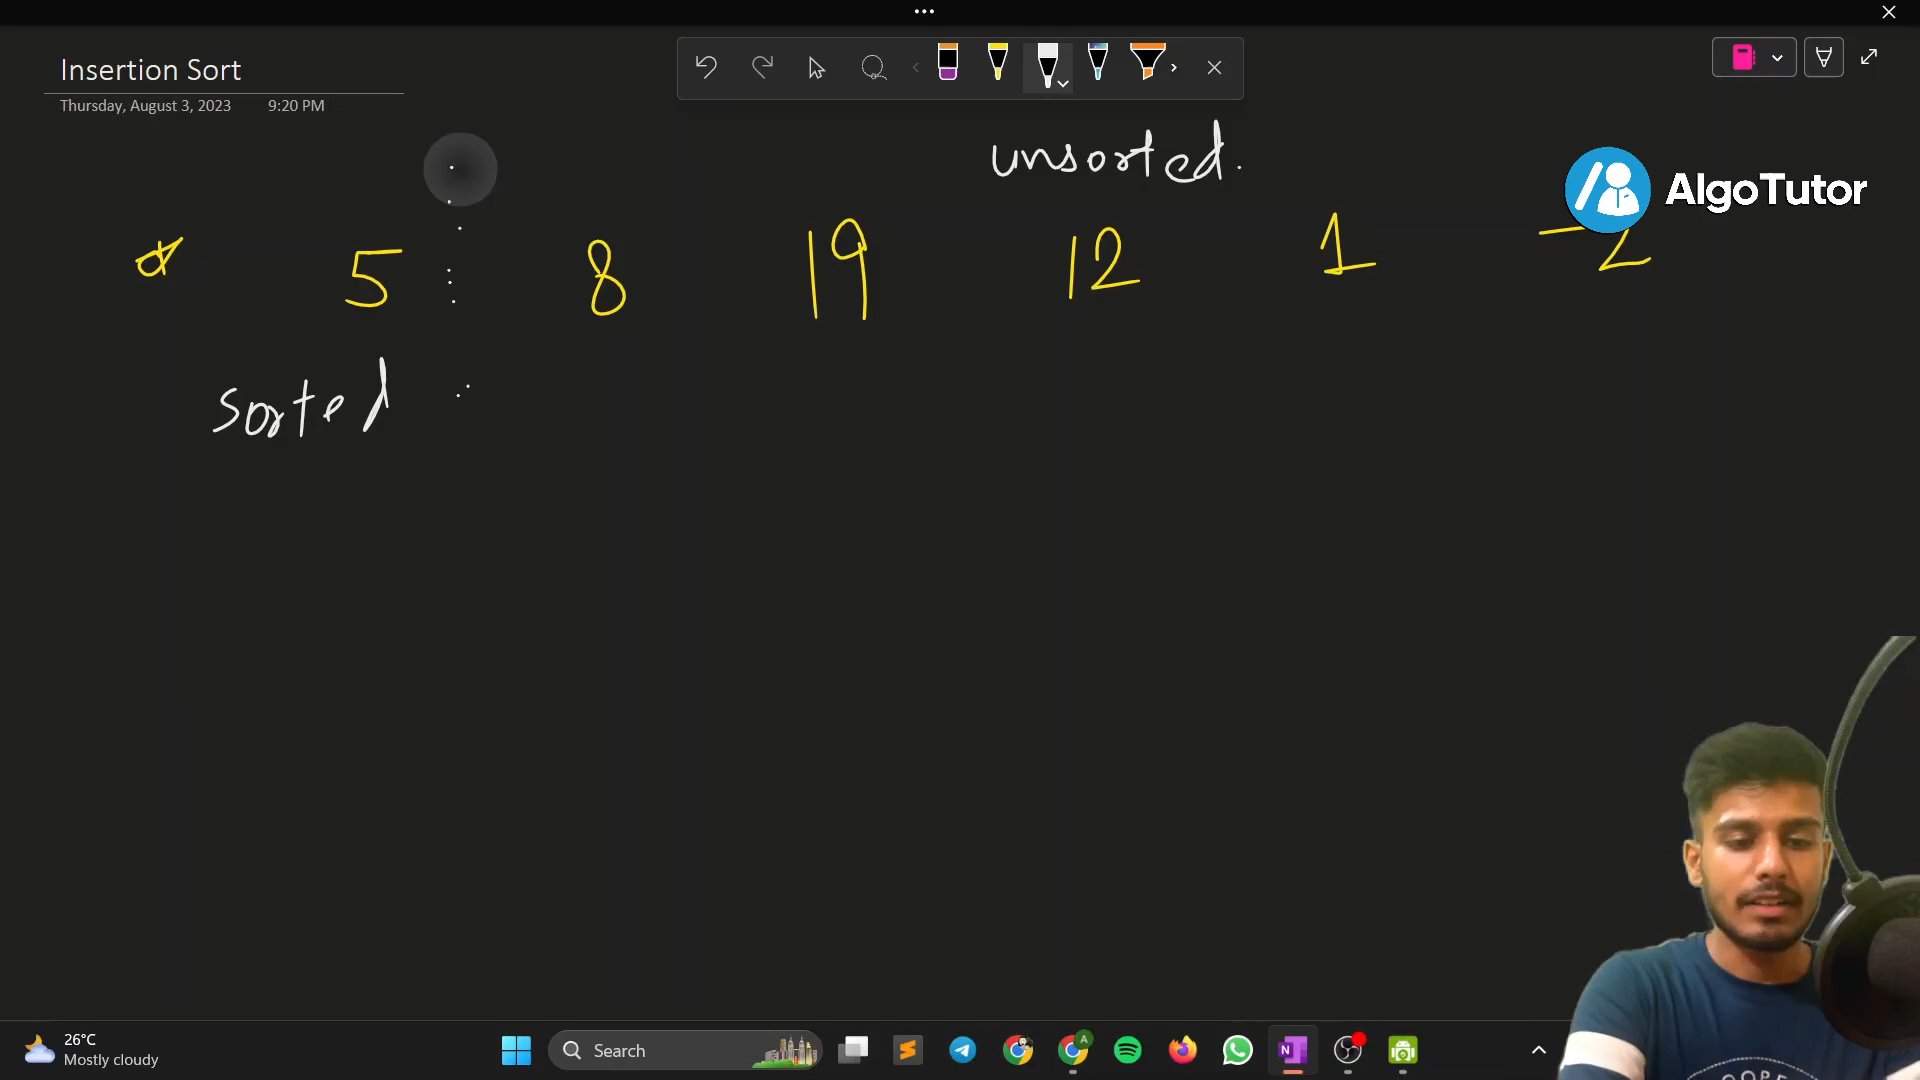 Insertion Sort
Thursday, August 3, 2023 9:20 PM
unsorted.
AlgoTutor
5 8 19 12 1 -2
sorted
26°C
Mostly cloudy
Search